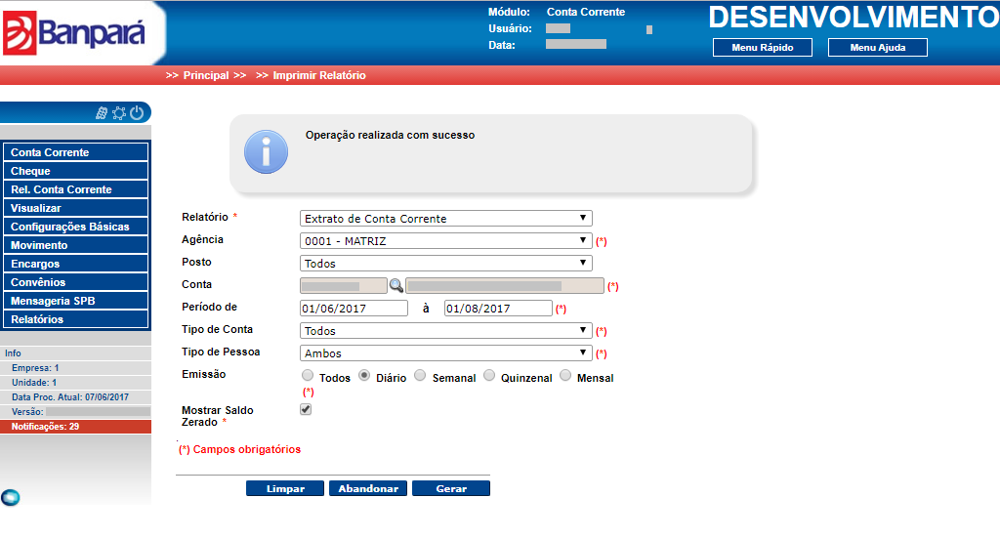 Banpará
Módulo: Conta Corrente
Usuário:
Data:
DESENVOLVIMENTO
Menu Rápido Menu Ajuda
>> Principal >> >> Imprimir Relatório
Operação realizada com sucesso
Conta Corrente
Cheque
Rel. Conta Corrente
Visualizar
Configurações Básicas
Movimento
Encargos
Convênios
Mensageria SPB
Relatórios
Info
Empresa: 1
Unidade: 1
Data Proc. Atual: 07/06/2017
Versão:
Notificações: 29
Relatório * Extrato de Conta Corrente
Agência 0001 - MATRIZ (*)
Posto Todos
Conta (*)
Período de 01/06/2017 à 01/08/2017 (*)
Tipo de Conta Todos (*)
Tipo de Pessoa Ambos (*)
Emissão Todos Diário Semanal Quinzenal Mensal
(*)
Mostrar Saldo
Zerado *
(*) Campos obrigatórios
Limpar Abandonar Gerar